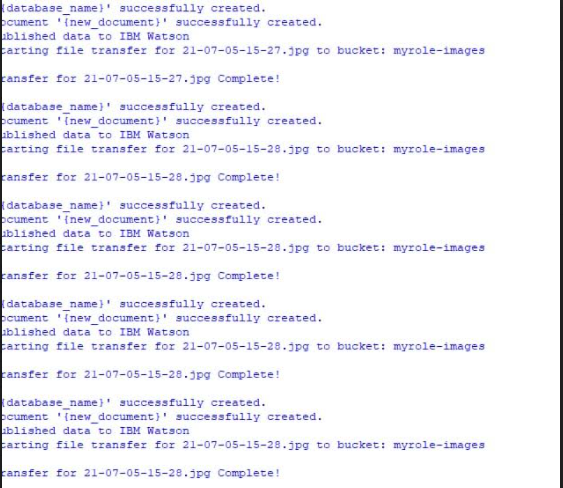 {database_name}' successfully created.
ocument '{new_document}' successfully created.
ublished data to IBM Watson
tarting file transfer for 21-07-05-15-27.jpg to bucket: myrole-images
ransfer for 21-07-05-15-27.jpg Complete!
{database_name}' successfully created.
ocument '{new_document}' successfully created.
ublished data to IBM Watson
tarting file transfer for 21-07-05-15-28.jpg to bucket: myrole-images
ransfer for 21-07-05-15-28.jpg Complete!
{database_name}' successfully created.
ocument '{new_document}' successfully created.
ublished data to IBM Watson
tarting file transfer for 21-07-05-15-28.jpg to bucket: myrole-images
ransfer for 21-07-05-15-28.jpg Complete!
{database_name}' successfully created.
ocument '{new_document}' successfully created.
ublished data to IBM Watson
tarting file transfer for 21-07-05-15-28.jpg to bucket: myrole-images
ransfer for 21-07-05-15-28.jpg Complete!
{database_name}' successfully created.
ocument '{new_document}' successfully created.
ublished data to IBM Watson
tarting file transfer for 21-07-05-15-28.jpg to bucket: myrole-images
ransfer for 21-07-05-15-28.jpg Complete!